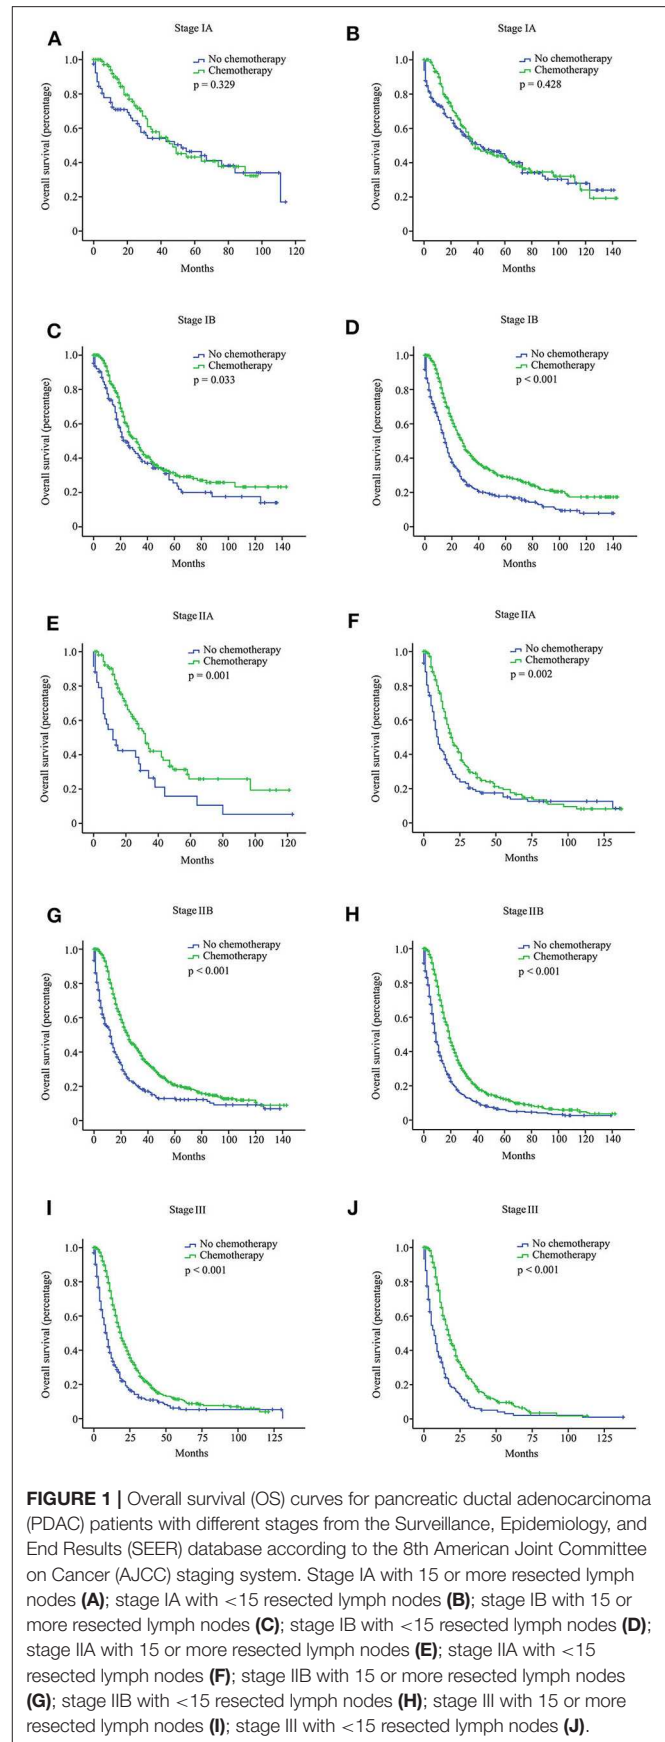 A
Stage IA
No chemotherapy
Chemotherapy
p = 0.329
Overall survival (percentage)
1.0
0.8
0.6
0.4
0.2
0
0 20 40 60 80 100 120
Months
B
Stage IA
No chemotherapy
Chemotherapy
p = 0.428
Overall survival (percentage)
1.0
0.8
0.6
0.4
0.2
0
0 20 40 60 80 100 120 140
Months
C
Stage IB
No chemotherapy
Chemotherapy
p = 0.033
Overall survival (percentage)
1.0
0.8
0.6
0.4
0.2
0
0 20 40 60 80 100 120 140
Months
D
Stage IB
No chemotherapy
Chemotherapy
p < 0.001
Overall survival (percentage)
1.0
0.8
0.6
0.4
0.2
0
0 20 40 60 80 100 120 140
Months
E
Stage IIA
No chemotherapy
Chemotherapy
p = 0.001
Overall survival (percentage)
1.0
0.8
0.6
0.4
0.2
0
0 20 40 60 80 100 120
Months
F
Stage IIA
No chemotherapy
Chemotherapy
p = 0.002
Overall survival (percentage)
1.0
0.8
0.6
0.4
0.2
0
0 25 50 75 100 125
Months
G
Stage IIB
No chemotherapy
Chemotherapy
p < 0.001
Overall survival (percentage)
1.0
0.8
0.6
0.4
0.2
0
0 20 40 60 80 100 120 140
Months
H
Stage IIB
No chemotherapy
Chemotherapy
p < 0.001
Overall survival (percentage)
1.0
0.8
0.6
0.4
0.2
0
0 20 40 60 80 100 120 140
Months
I
Stage III
No chemotherapy
Chemotherapy
p < 0.001
Overall survival (percentage)
1.0
0.8
0.6
0.4
0.2
0
0 25 50 75 100 125
Months
J
Stage III
No chemotherapy
Chemotherapy
p < 0.001
Overall survival (percentage)
1.0
0.8
0.6
0.4
0.2
0
0 25 50 75 100 125
Months
FIGURE 1 | Overall survival (OS) curves for pancreatic ductal adenocarcinoma
(PDAC) patients with different stages from the Surveillance, Epidemiology, and
End Results (SEER) database according to the 8th American Joint Committee
on Cancer (AJCC) staging system. Stage IA with 15 or more resected lymph
nodes (A); stage IA with <15 resected lymph nodes (B); stage IB with 15 or
more resected lymph nodes (C); stage IB with <15 resected lymph nodes (D);
stage IIA with 15 or more resected lymph nodes (E); stage IIA with <15
resected lymph nodes (F); stage IIB with 15 or more resected lymph nodes
(G); stage IIB with <15 resected lymph nodes (H); stage III with 15 or more
resected lymph nodes (I); stage III with <15 resected lymph nodes (J).